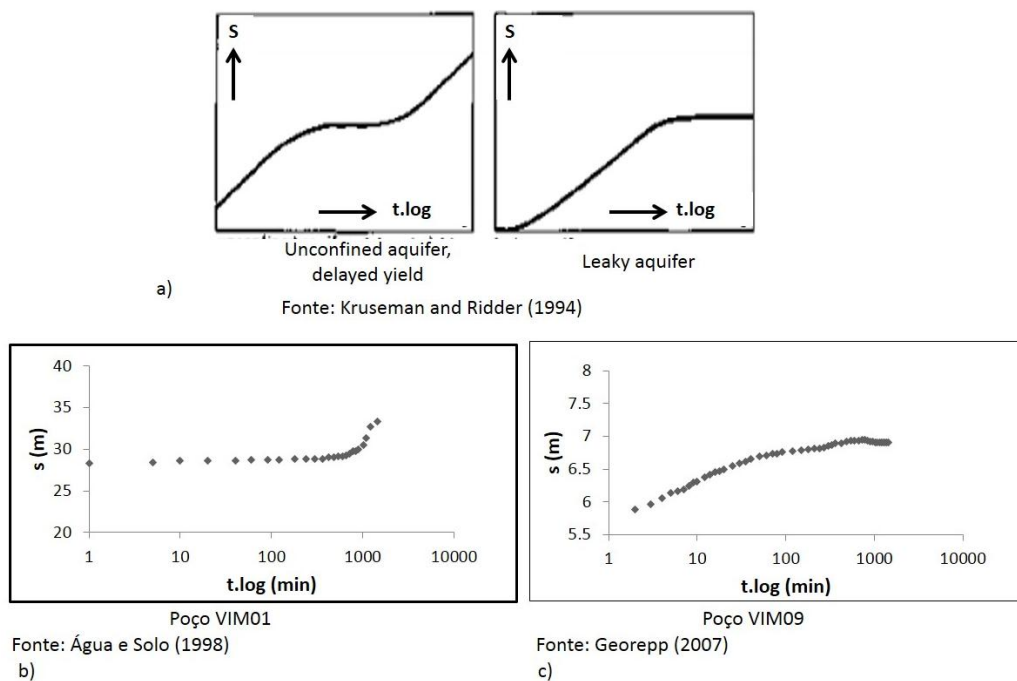 S
t.log
S
t.log
Unconfined aquifer,
delayed yield
Leaky aquifer
a)
Fonte: Kruseman and Ridder (1994)
40
35
30
25
20
s (m)
1 10 100 1000 10000
t.log (min)
Poço VIM01
Fonte: Água e Solo (1998)
b)
8
7.5
7
6.5
6
5.5
s (m)
1 10 100 1000 10000
t.log (min)
Poço VIM09
Fonte: Georepp (2007)
c)